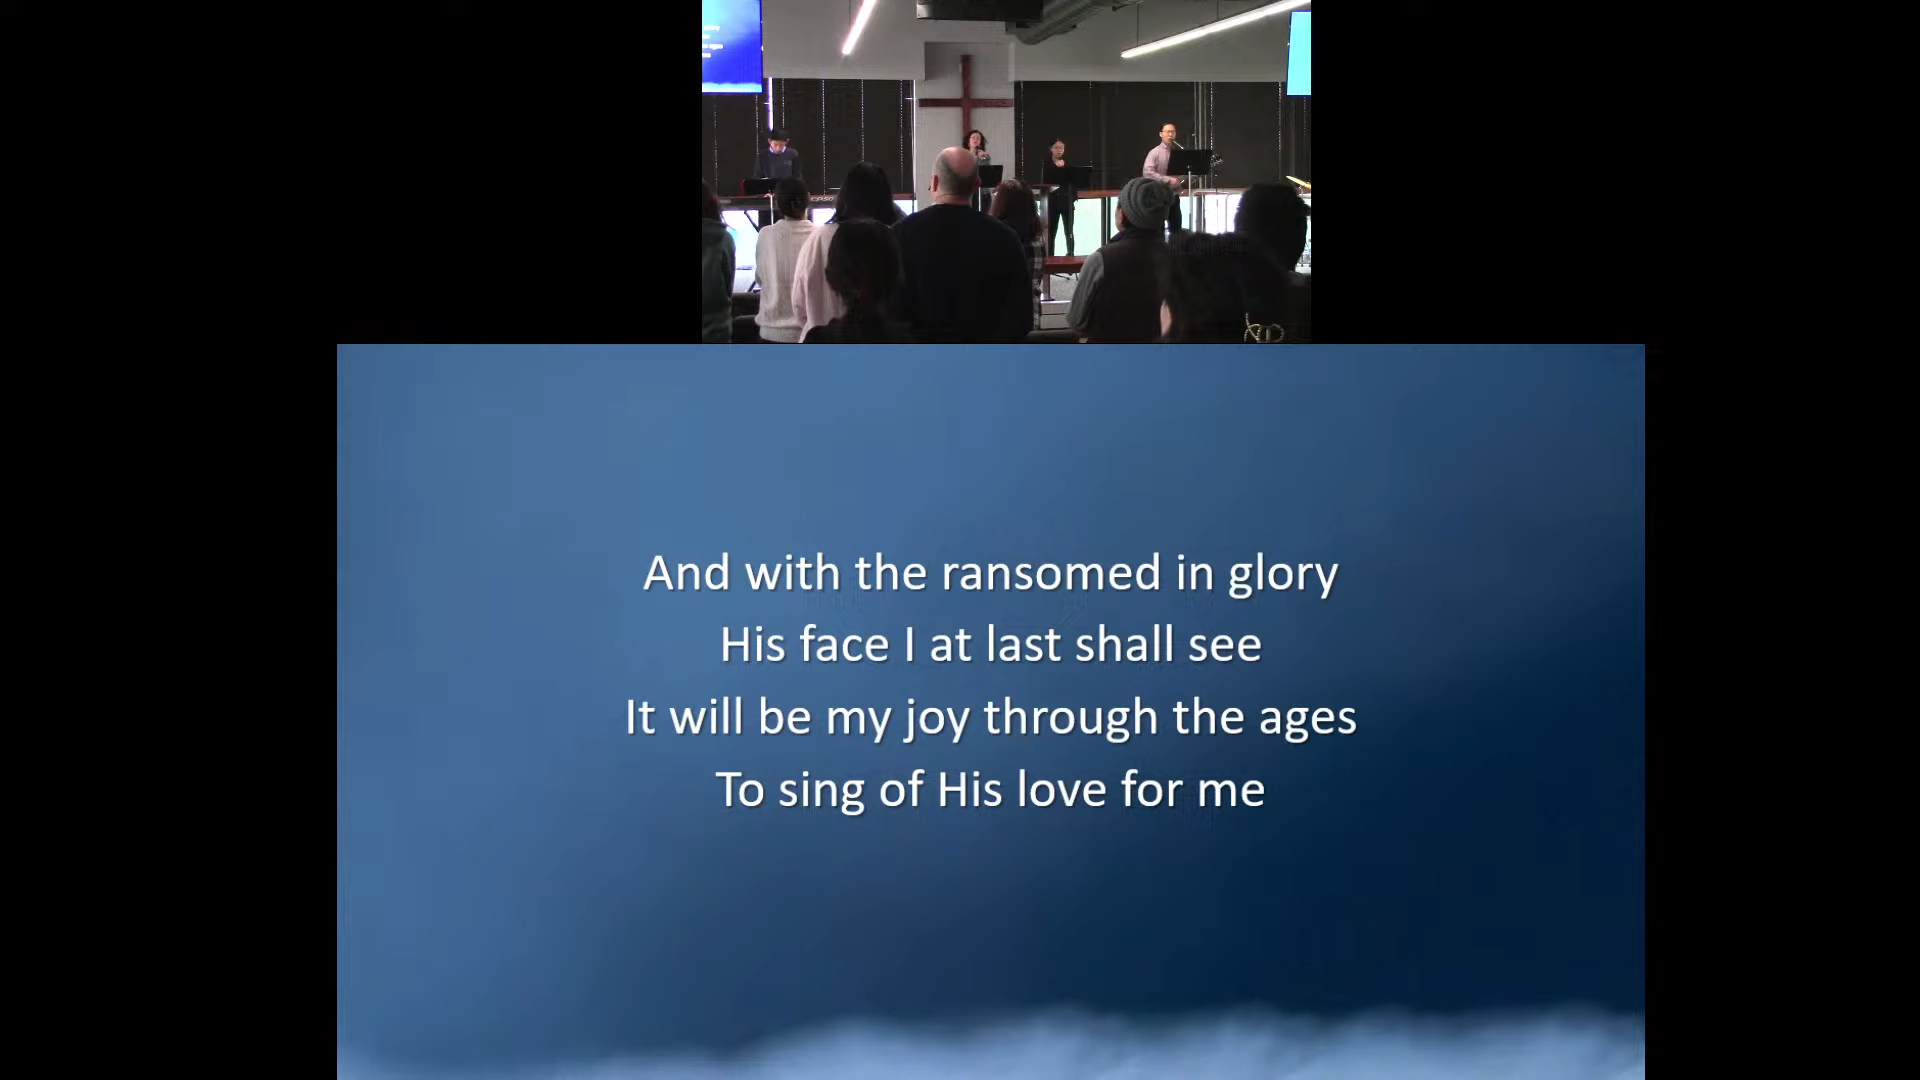 And with the ransomed in glory
His face I at last shall see
It will be my joy through the ages
To sing of His love for me